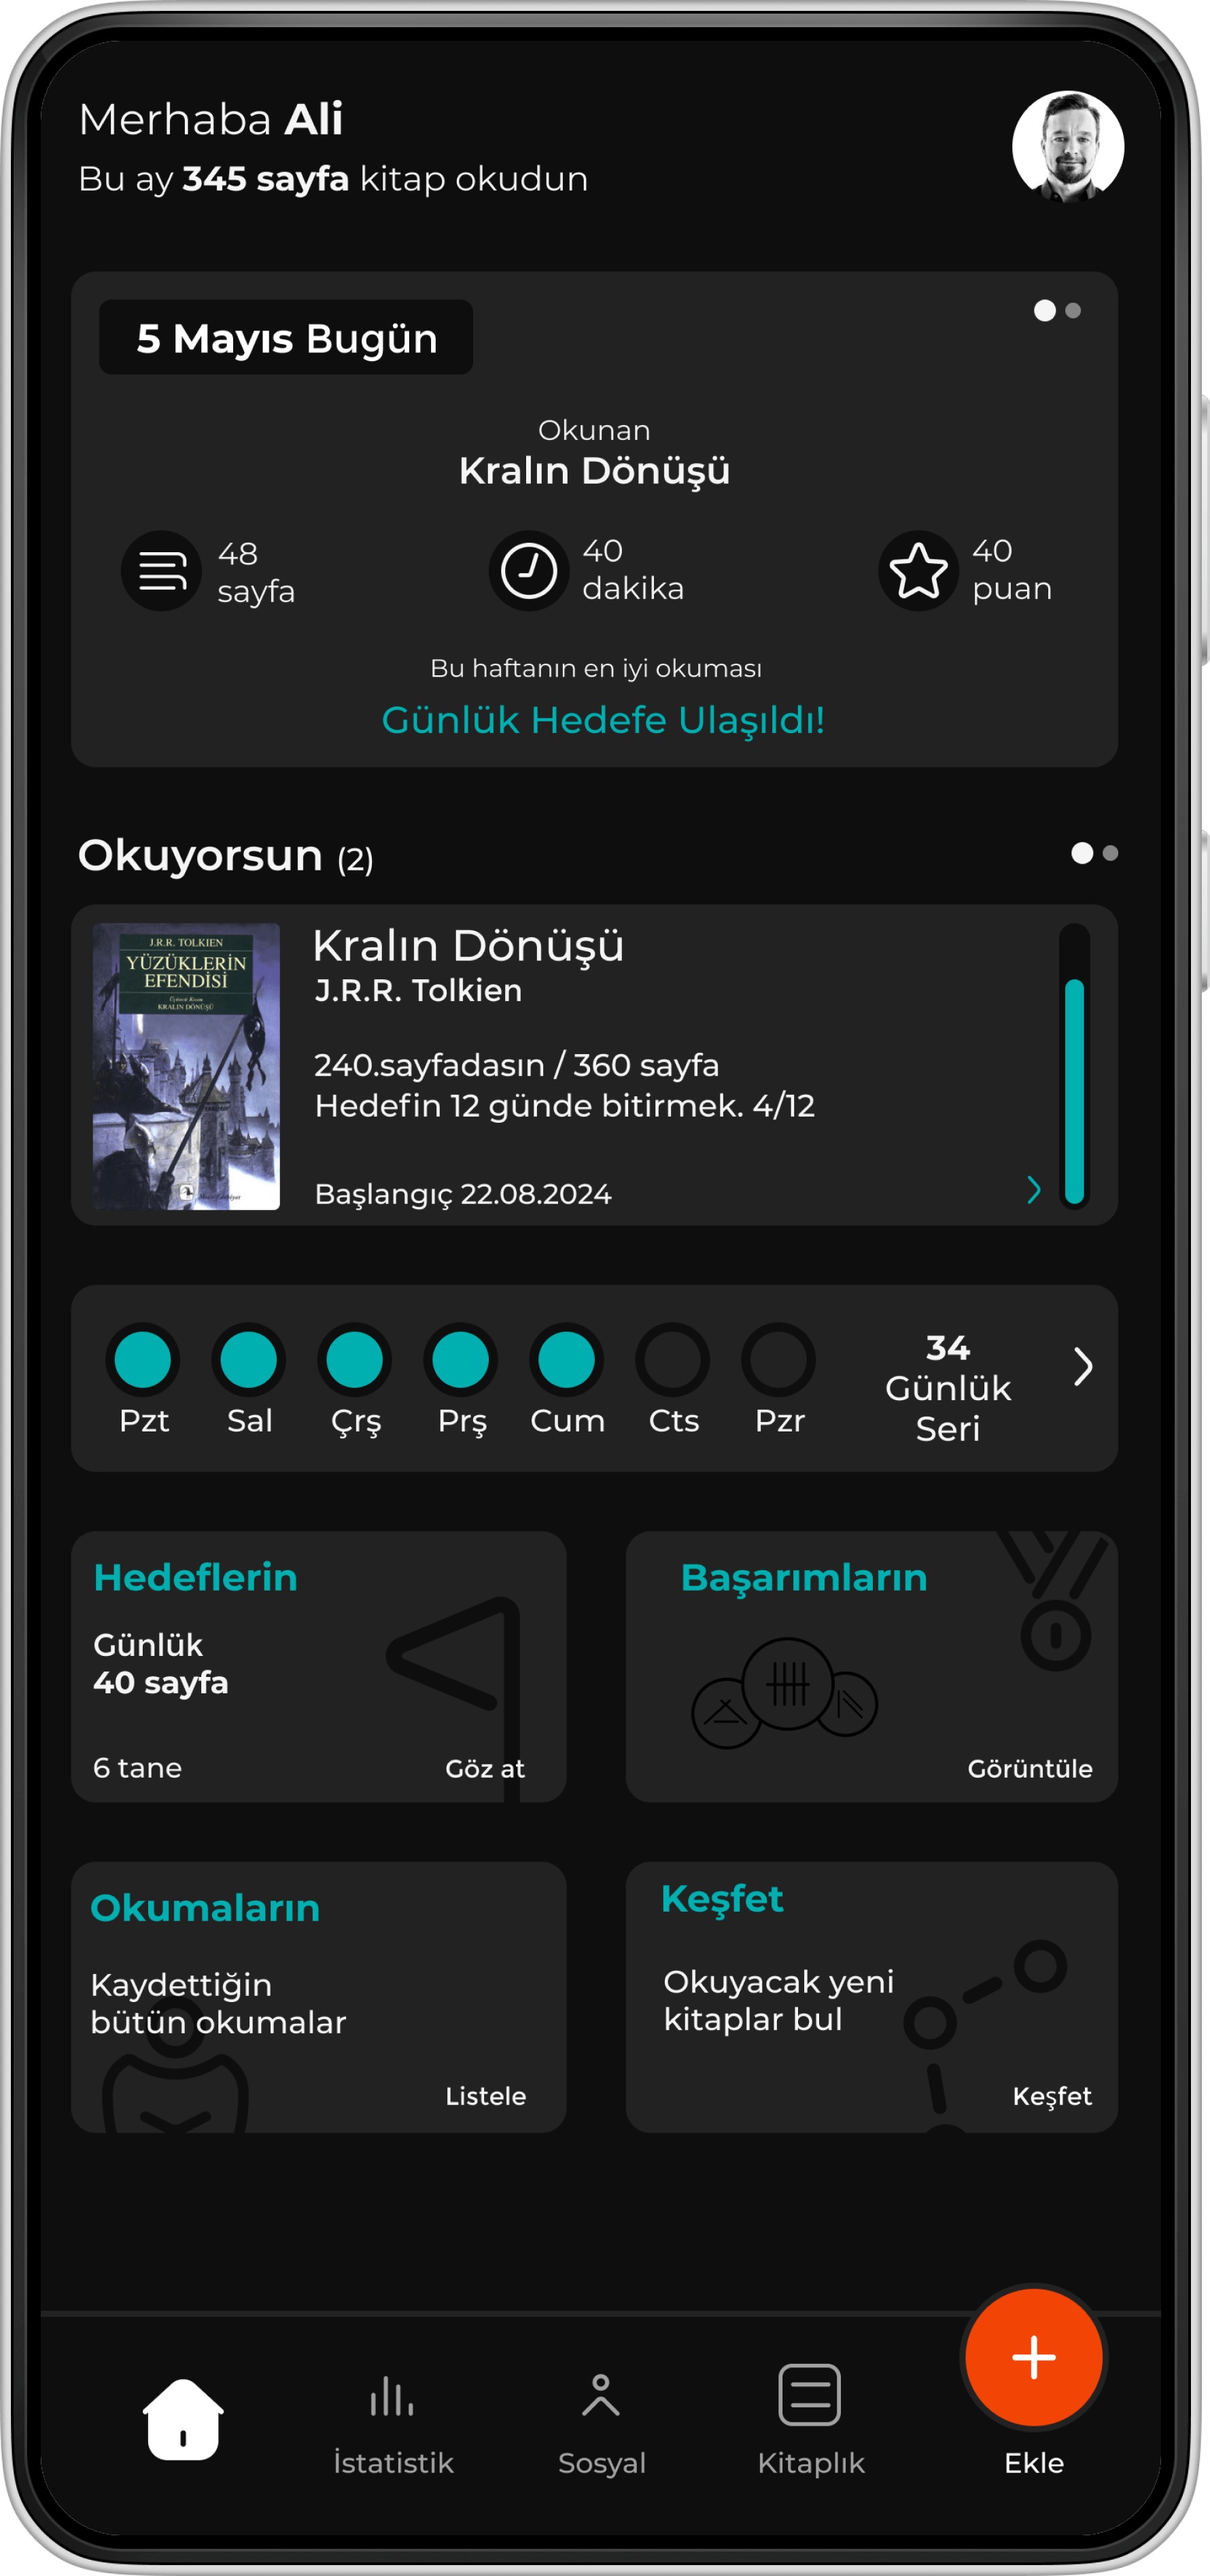 Merhaba Ali
Bu ay 345 sayfa kitap okudun
5 Mayıs Bugün
Okunan
Kralın Dönüşü
48
sayfa
40
dakika
40
puan
Bu haftanın en iyi okuması
Günlük Hedefe Ulaşıldı!
Okuyorsun (2)
J.R.R. TOLKIEN
YÜZÜKLERİN
EFENDİSİ
Üçüncü Kısım
KRALIN DÖNÜŞÜ
Kralın Dönüşü
J.R.R. Tolkien
240.sayfadasın / 360 sayfa
Hedefin 12 günde bitirmek. 4/12
Başlangıç 22.08.2024
Pzt Sal Çrş Prş Cum Cts Pzr
34
Günlük
Seri
Hedeflerin
Günlük
40 sayfa
6 tane
Göz at
Başarımların
Görüntüle
Okumaların
Kaydettiğin
bütün okumalar
Listele
Keşfet
Okuyacak yeni
kitaplar bul
Keşfet
İstatistik
Sosyal
Kitaplık
Ekle